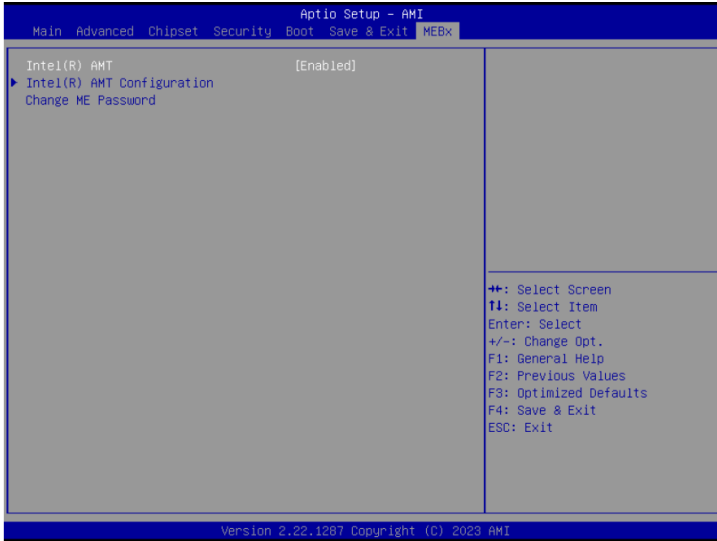 Aptio Setup – AMI
Main Advanced Chipset Security Boot Save & Exit MEBx
Intel(R) AMT [Enabled]
Intel(R) AMT Configuration
Change ME Password
→←: Select Screen
↑↓: Select Item
Enter: Select
+/-: Change Opt.
F1: General Help
F2: Previous Values
F3: Optimized Defaults
F4: Save & Exit
ESC: Exit
Version 2.22.1287 Copyright (C) 2023 AMI